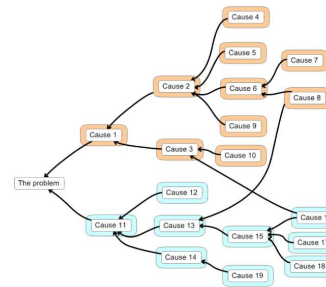 Cause 4
Cause 5
Cause 2
Cause 6
Cause 7
Cause 8
Cause 9
Cause 1
Cause 3
Cause 10
The problem
Cause 12
Cause 11
Cause 13
Cause 15
Cause 14
Cause 18
Cause 19